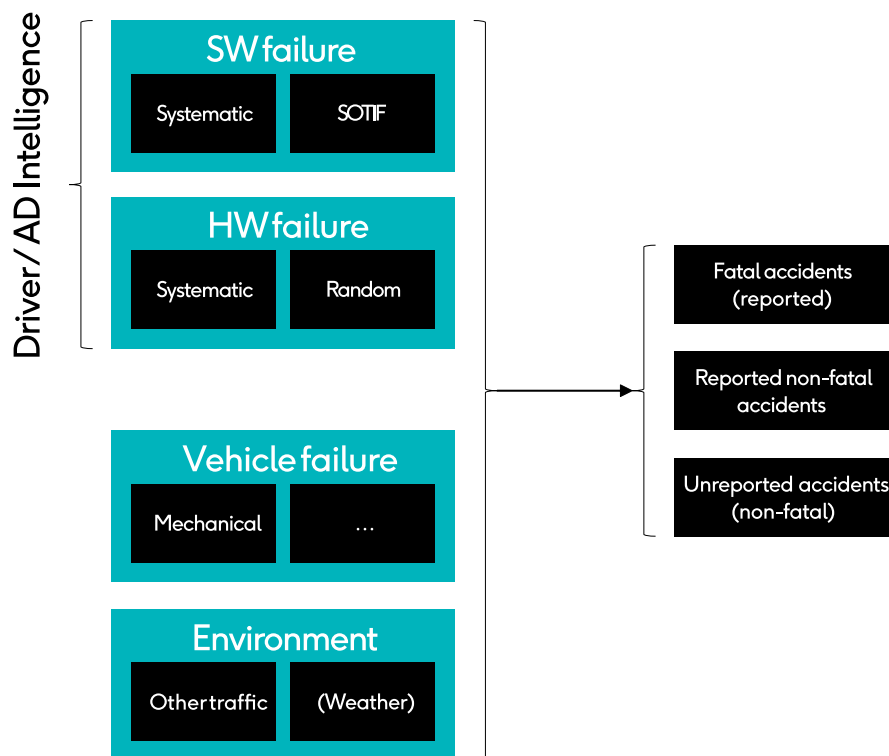 Driver / AD Intelligence
SW failure
Systematic
SOTIF
HW failure
Systematic
Random
Vehicle failure
Mechanical
...
Environment
Other traffic
(Weather)
Fatal accidents
(reported)
Reported non-fatal
accidents
Unreported accidents
(non-fatal)